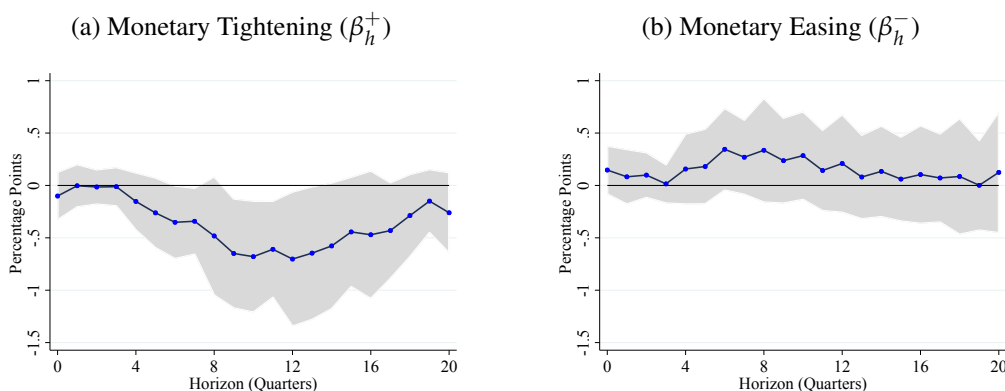 (a) Monetary Tightening (β_h^+)
Percentage Points
1
.5
0
-.5
-1
-1.5
0 4 8 12 16 20
Horizon (Quarters)
(b) Monetary Easing (β_h^-)
Percentage Points
1
.5
0
-.5
-1
-1.5
0 4 8 12 16 20
Horizon (Quarters)